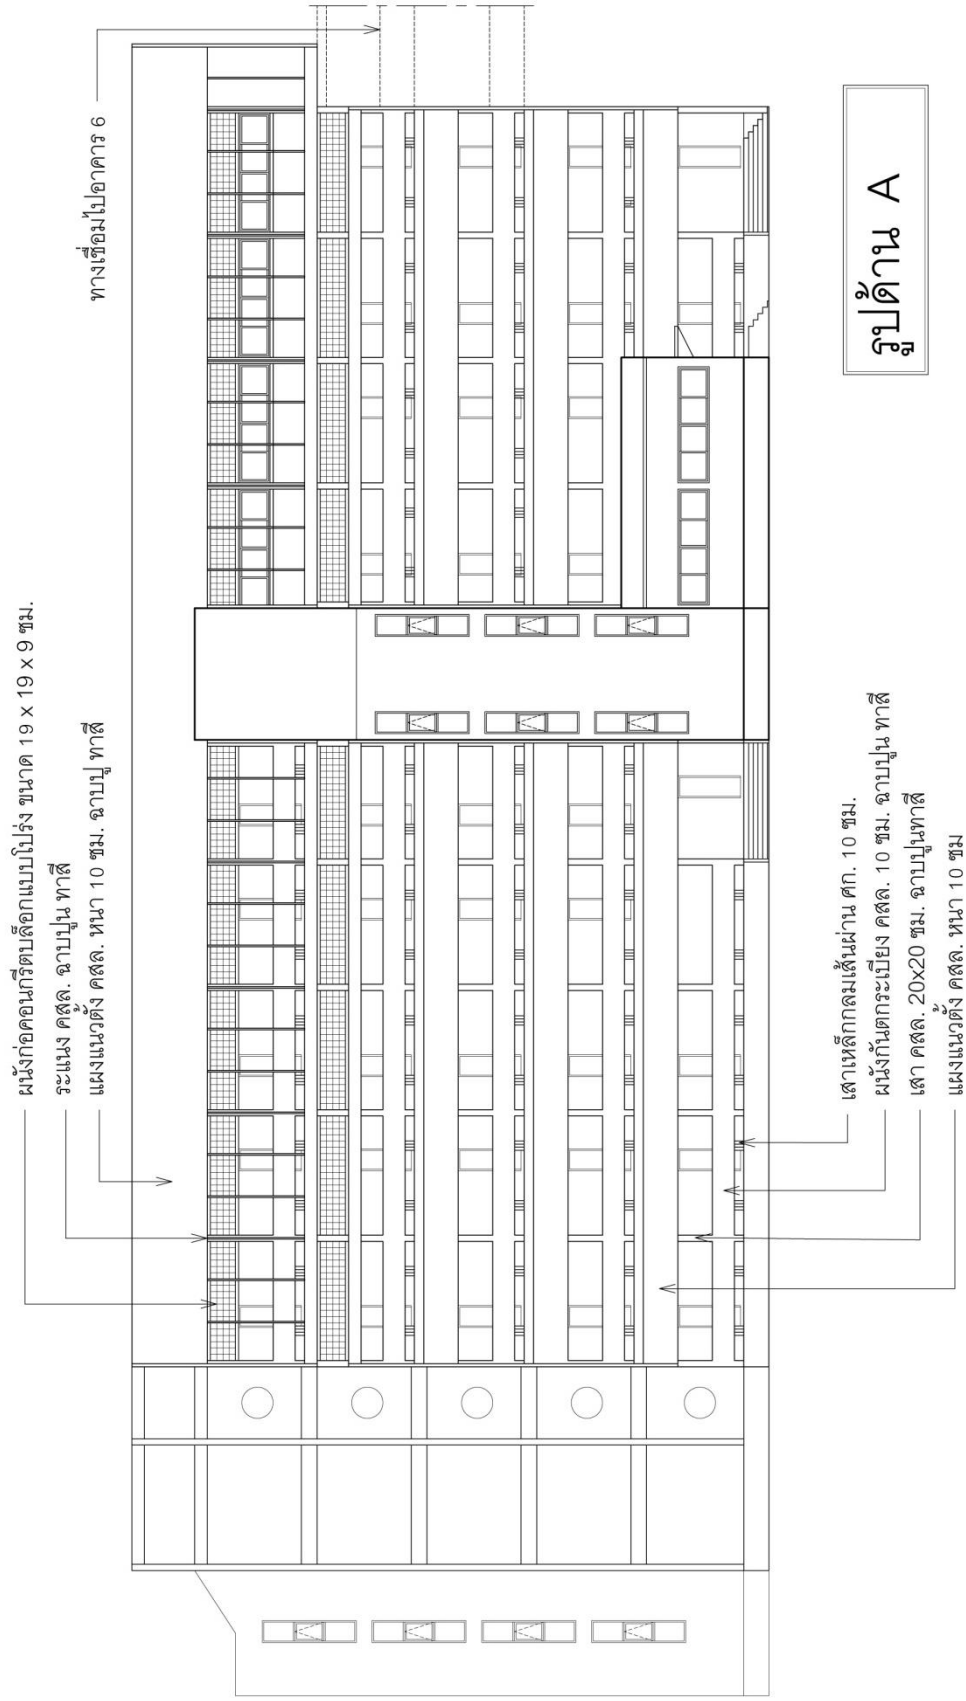 ผนังก่อคอนกรีตบล็อกแบบโปร่ง ขนาด 19 x 19 x 9 ซม.
ระแนง คสล. ฉาบปูน ทาสี
แผงแนวตั้ง คสล. หนา 10 ซม. ฉาบปู ทาสี
ทางเชื่อมไปอาคาร 6
เสาเหล็กกลมเส้นผ่าน ศก. 10 ซม.
ผนังกันตกระเบียง คสล. 10 ซม. ฉาบปูน ทาสี
เสา คสล. 20x20 ซม. ฉาบปูนทาสี
แผงแนวตั้ง คสล. หนา 10 ซม
รูปด้าน A